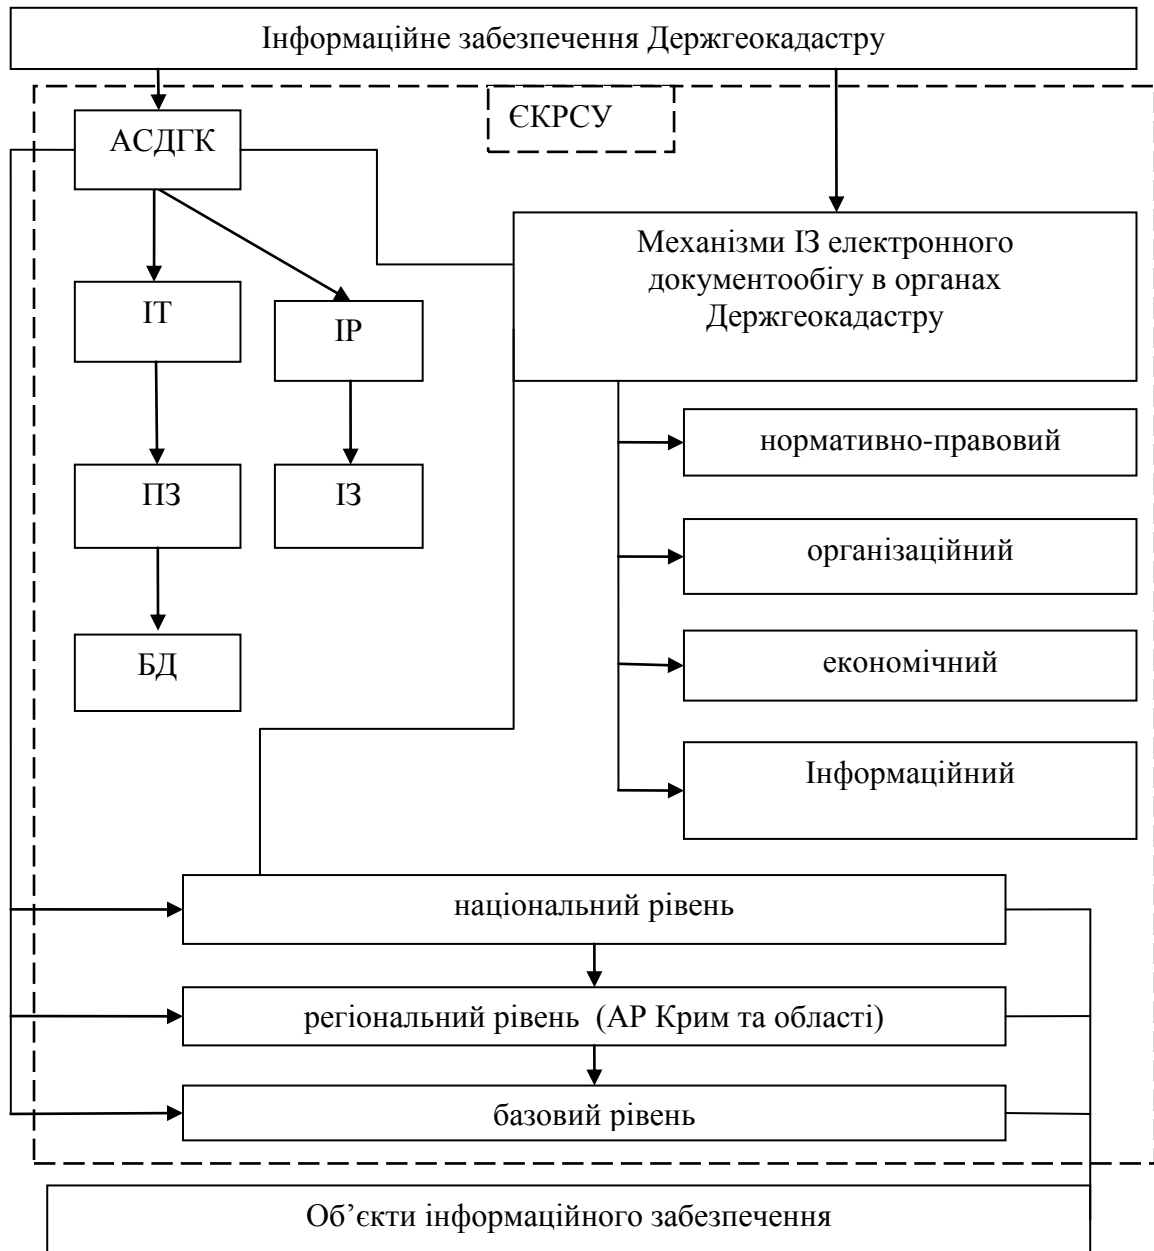 Інформаційне забезпечення Держгеокадастру
ЄКРСУ
АСДГК
Механізми ІЗ електронного
документообігу в органах
Держгеокадастру
ІТ
ІР
нормативно-правовий
ПЗ
ІЗ
організаційний
економічний
БД
Інформаційний
національний рівень
регіональний рівень  (АР Крим та області)
базовий рівень
Об’єкти інформаційного забезпечення